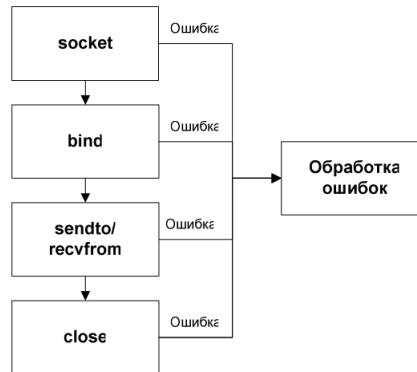 Ошибка
socket
Ошибка
bind
Обработка
ошибок
Ошибка
sendto/
recvfrom
Ошибка
close